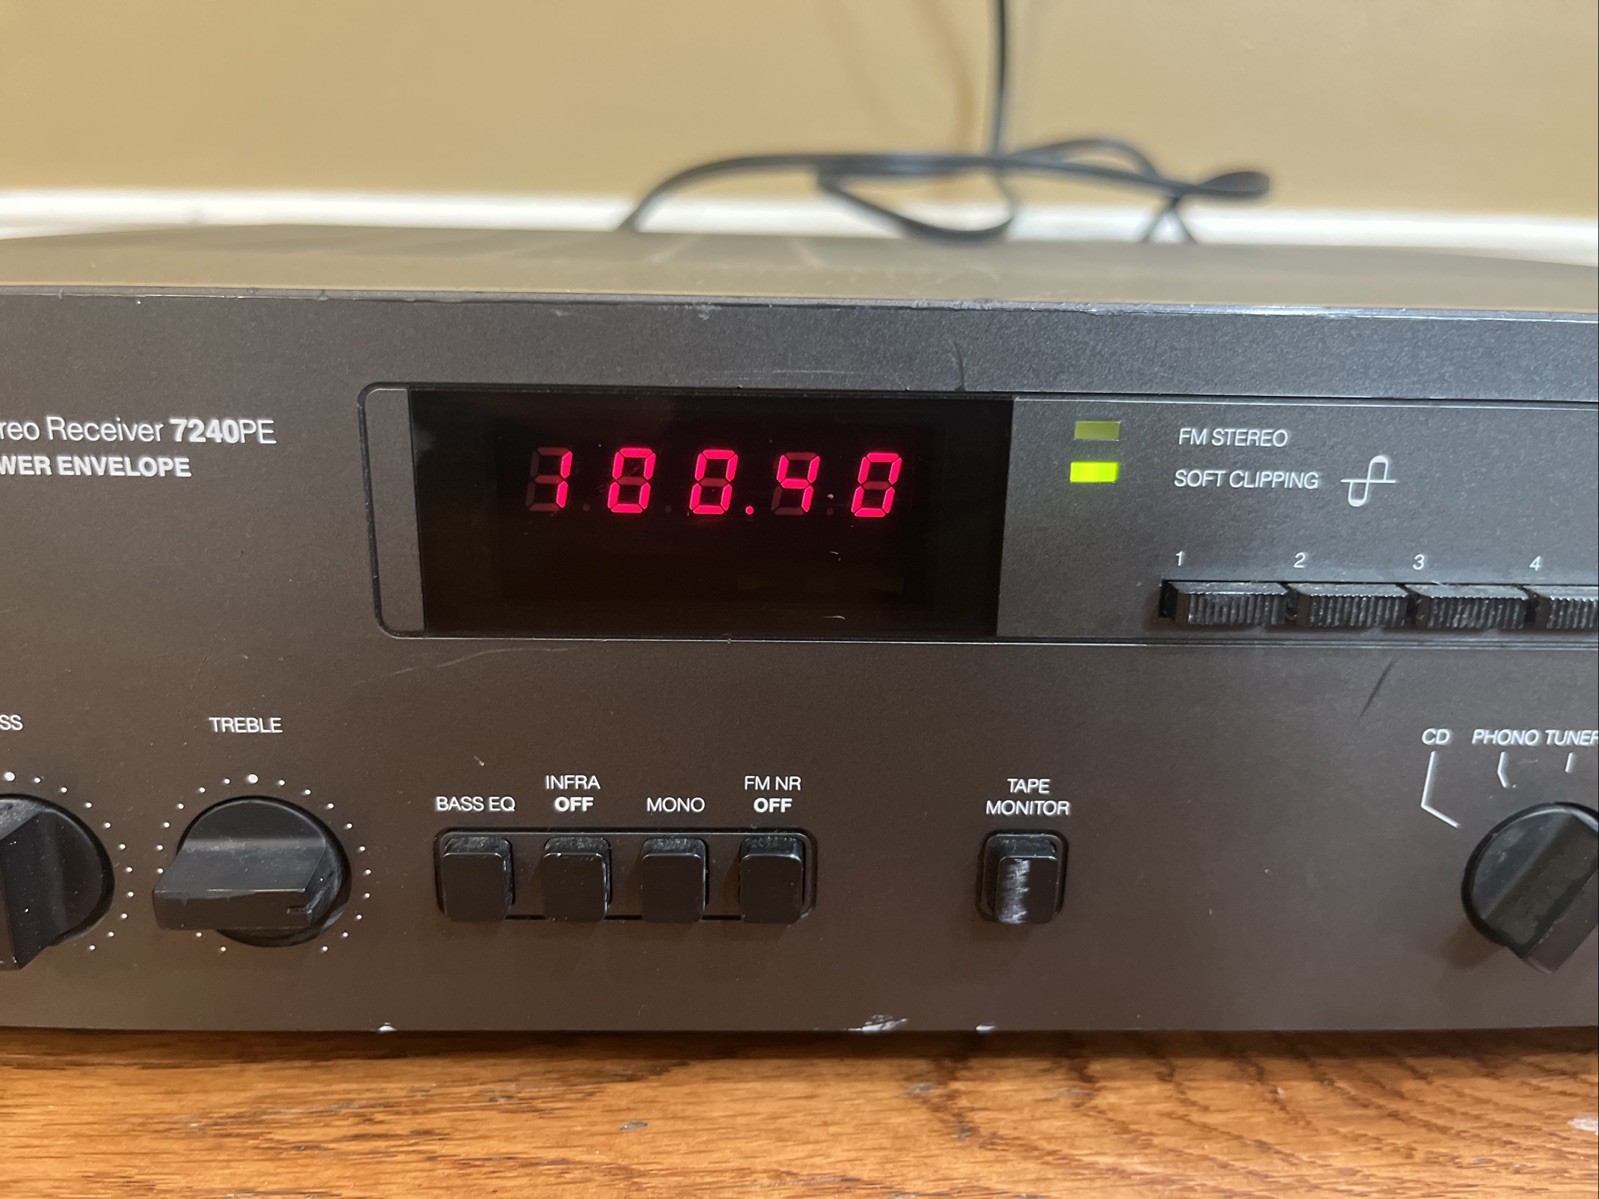 reo Receiver 7240PE
WER ENVELOPE
100.40
FM STEREO
SOFT CLIPPING
1 2 3 4
SS
TREBLE
BASS EQ
INFRA
OFF
MONO
FM NR
OFF
TAPE
MONITOR
CD PHONO TUNER